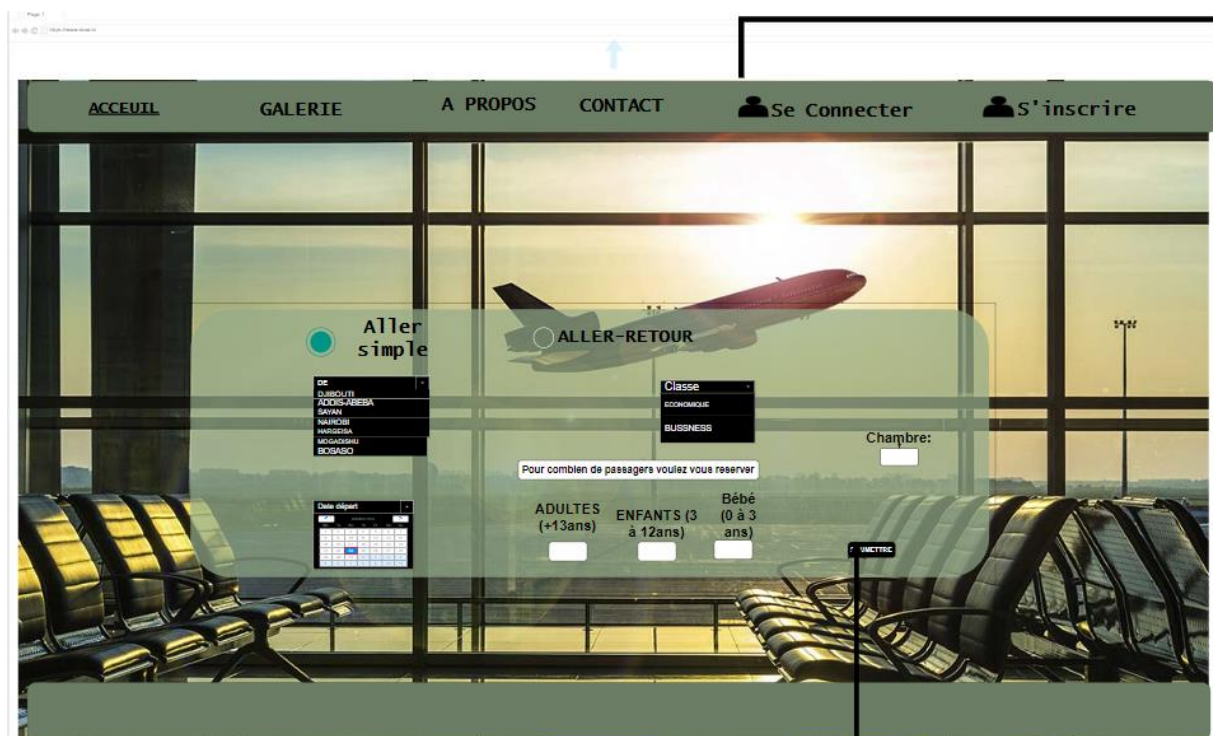 Page 1
ACCEUIL
GALERIE
A PROPOS
CONTACT
Se Connecter
S'inscrire
Aller
simple
ALLER-RETOUR
DE
DJIBOUTI
ADDIS-ABEBA
SAYAN
NAIROBI
HARGEISA
MOGADISHU
BOSASO
Classe
ECONOMIQUE
BUSSNESS
Chambre:
Pour combien de passagers voulez vous reserver
Date départ
ADULTES
(+13ans)
ENFANTS (3
à 12ans)
Bébé
(0 à 3
ans)